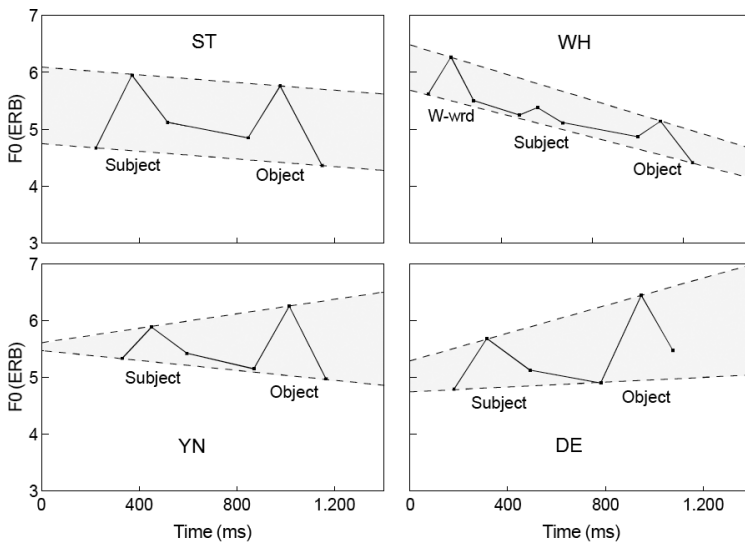 7
6
5
4
3
F0 (ERB)
ST
Subject
Object
WH
W-wrd
Subject
Object
7
6
5
4
3
F0 (ERB)
YN
Subject
Object
0
400
800
1.200
Time (ms)
DE
Subject
Object
0
400
800
1.200
Time (ms)